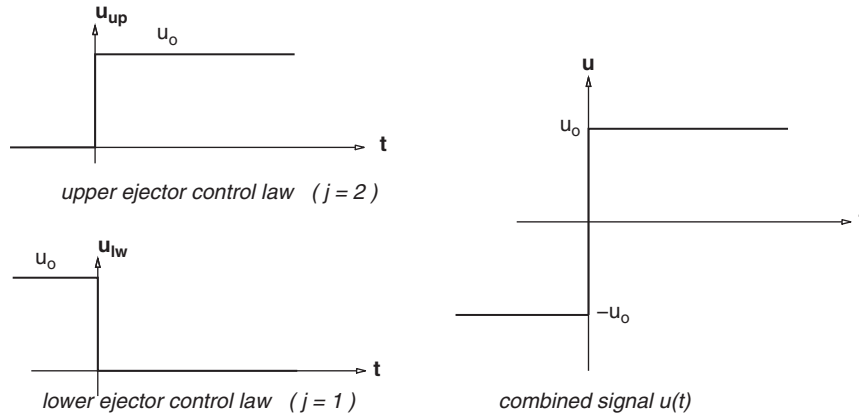 u_up
u_o
t
upper ejector control law ( j = 2 )
u_lw
u_o
t
lower ejector control law ( j = 1 )
u
u_o
−u_o
combined signal u(t)